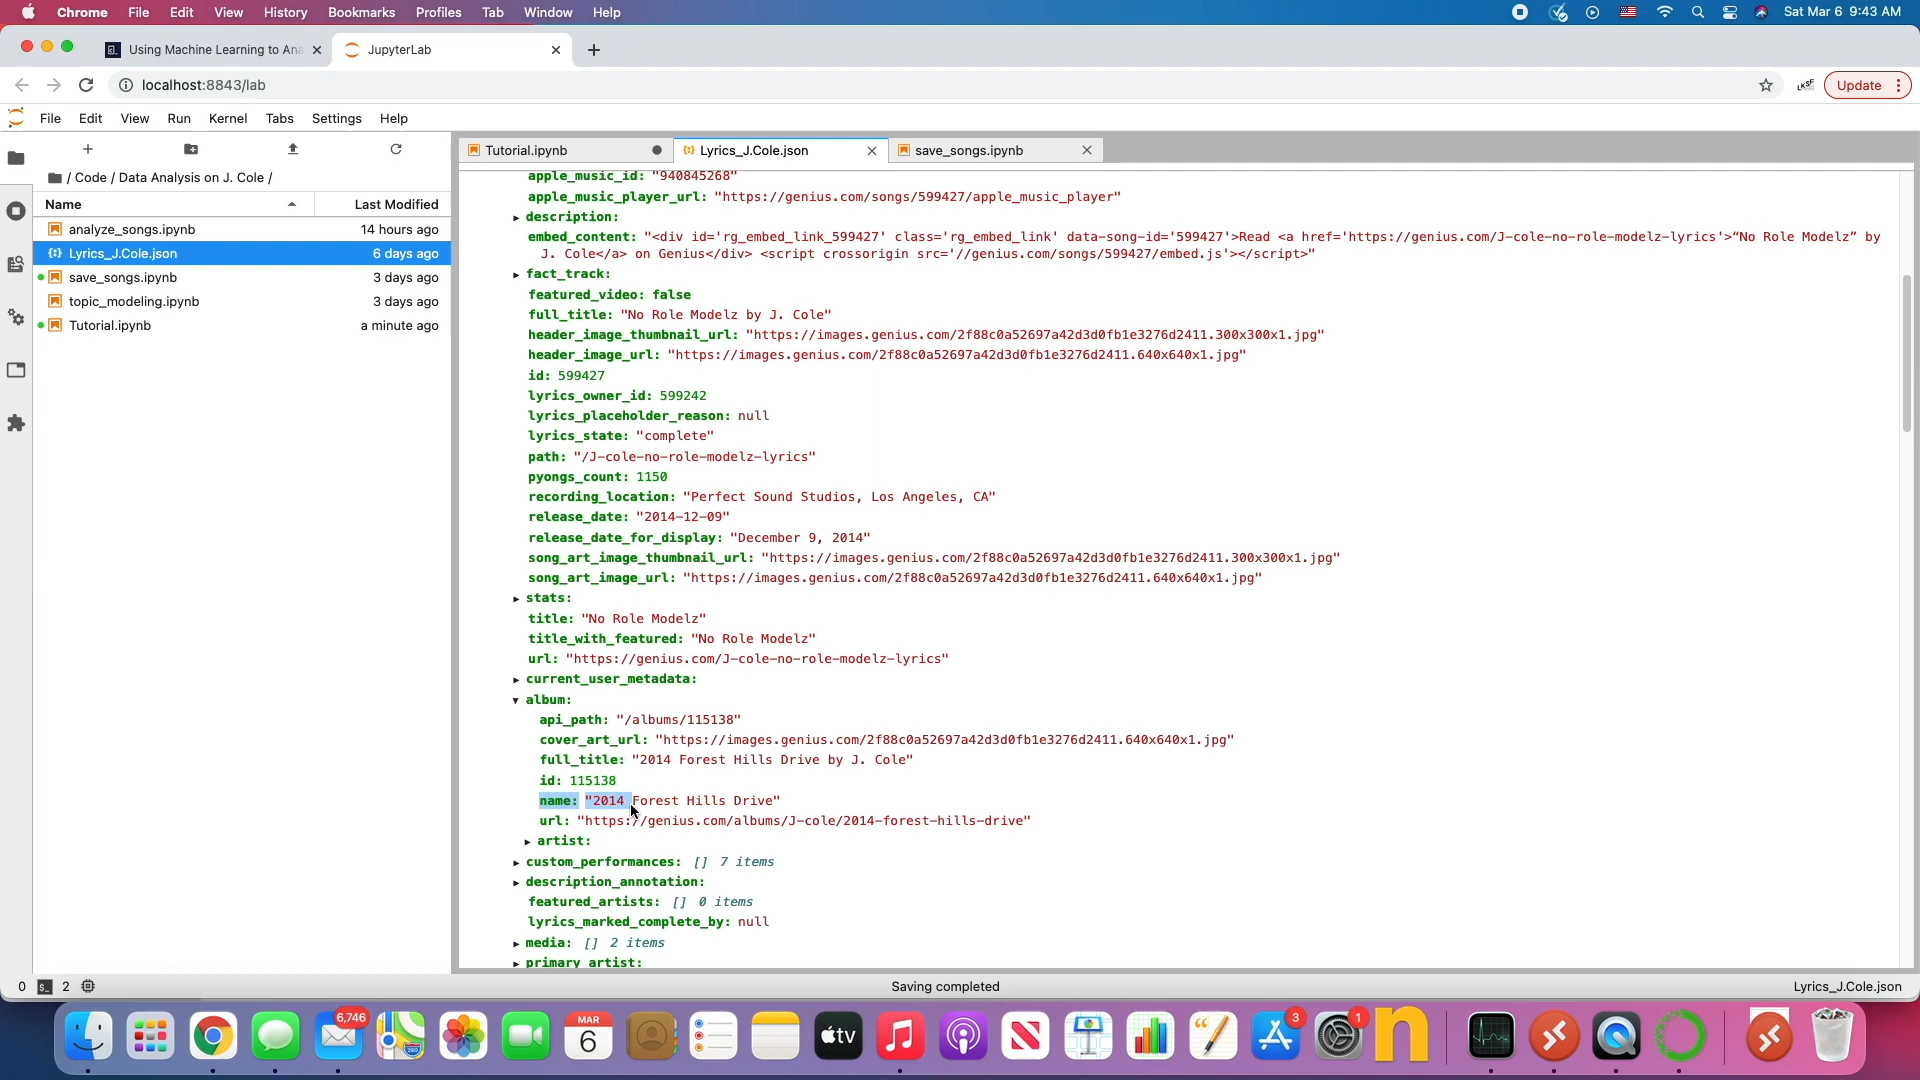 Chrome File Edit View History Bookmarks Profiles Tab Window Help Sat Mar 6 9:43 AM
Using Machine Learning to Ana JupyterLab
localhost:8843/lab Update
File Edit View Run Kernel Tabs Settings Help
/ Code / Data Analysis on J. Cole /
Name Last Modified
analyze_songs.ipynb 14 hours ago
Lyrics_J.Cole.json 6 days ago
save_songs.ipynb 3 days ago
topic_modeling.ipynb 3 days ago
Tutorial.ipynb a minute ago
Tutorial.ipynb Lyrics_J.Cole.json save_songs.ipynb
apple_music_id: "940845268"
apple_music_player_url: "https://genius.com/songs/599427/apple_music_player"
description:
embed_content: "<div id='rg_embed_link_599427' class='rg_embed_link' data-song-id='599427'>Read <a href='https://genius.com/J-cole-no-role-modelz-lyrics'>“No Role Modelz” by
J. Cole</a> on Genius</div> <script crossorigin src='//genius.com/songs/599427/embed.js'></script>"
fact_track:
featured_video: false
full_title: "No Role Modelz by J. Cole"
header_image_thumbnail_url: "https://images.genius.com/2f88c0a52697a42d3d0fb1e3276d2411.300x300x1.jpg"
header_image_url: "https://images.genius.com/2f88c0a52697a42d3d0fb1e3276d2411.640x640x1.jpg"
id: 599427
lyrics_owner_id: 599242
lyrics_placeholder_reason: null
lyrics_state: "complete"
path: "/J-cole-no-role-modelz-lyrics"
pyongs_count: 1150
recording_location: "Perfect Sound Studios, Los Angeles, CA"
release_date: "2014-12-09"
release_date_for_display: "December 9, 2014"
song_art_image_thumbnail_url: "https://images.genius.com/2f88c0a52697a42d3d0fb1e3276d2411.300x300x1.jpg"
song_art_image_url: "https://images.genius.com/2f88c0a52697a42d3d0fb1e3276d2411.640x640x1.jpg"
stats:
title: "No Role Modelz"
title_with_featured: "No Role Modelz"
url: "https://genius.com/J-cole-no-role-modelz-lyrics"
current_user_metadata:
album:
api_path: "/albums/115138"
cover_art_url: "https://images.genius.com/2f88c0a52697a42d3d0fb1e3276d2411.640x640x1.jpg"
full_title: "2014 Forest Hills Drive by J. Cole"
id: 115138
name: "2014 Forest Hills Drive"
url: "https://genius.com/albums/J-cole/2014-forest-hills-drive"
artist:
custom_performances: [] 7 items
description_annotation:
featured_artists: [] 0 items
lyrics_marked_complete_by: null
media: [] 2 items
primary_artist:
0 2 Saving completed Lyrics_J.Cole.json
6,746 MAR 6 tv 3 1 n